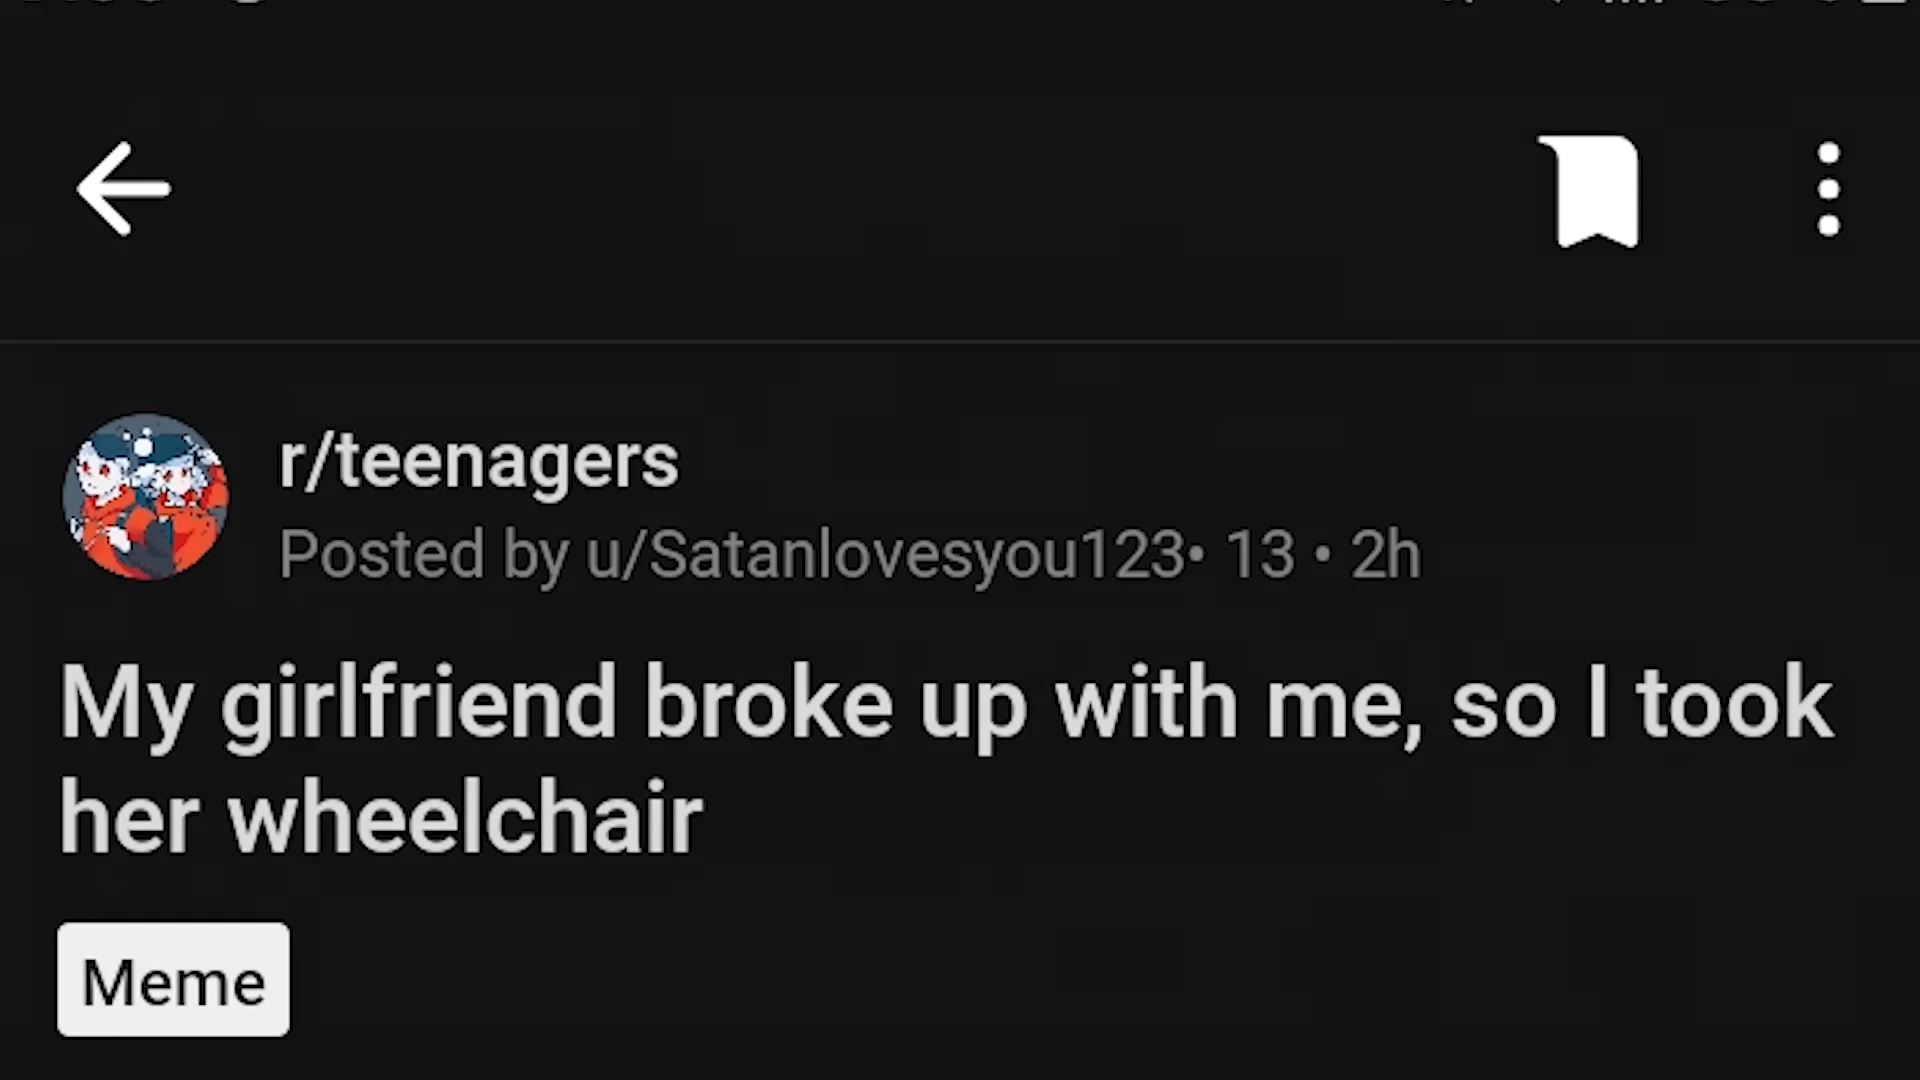 r/teenagers
Posted by u/Satanlovesyou123• 13 • 2h
My girlfriend broke up with me, so I took
her wheelchair
Meme